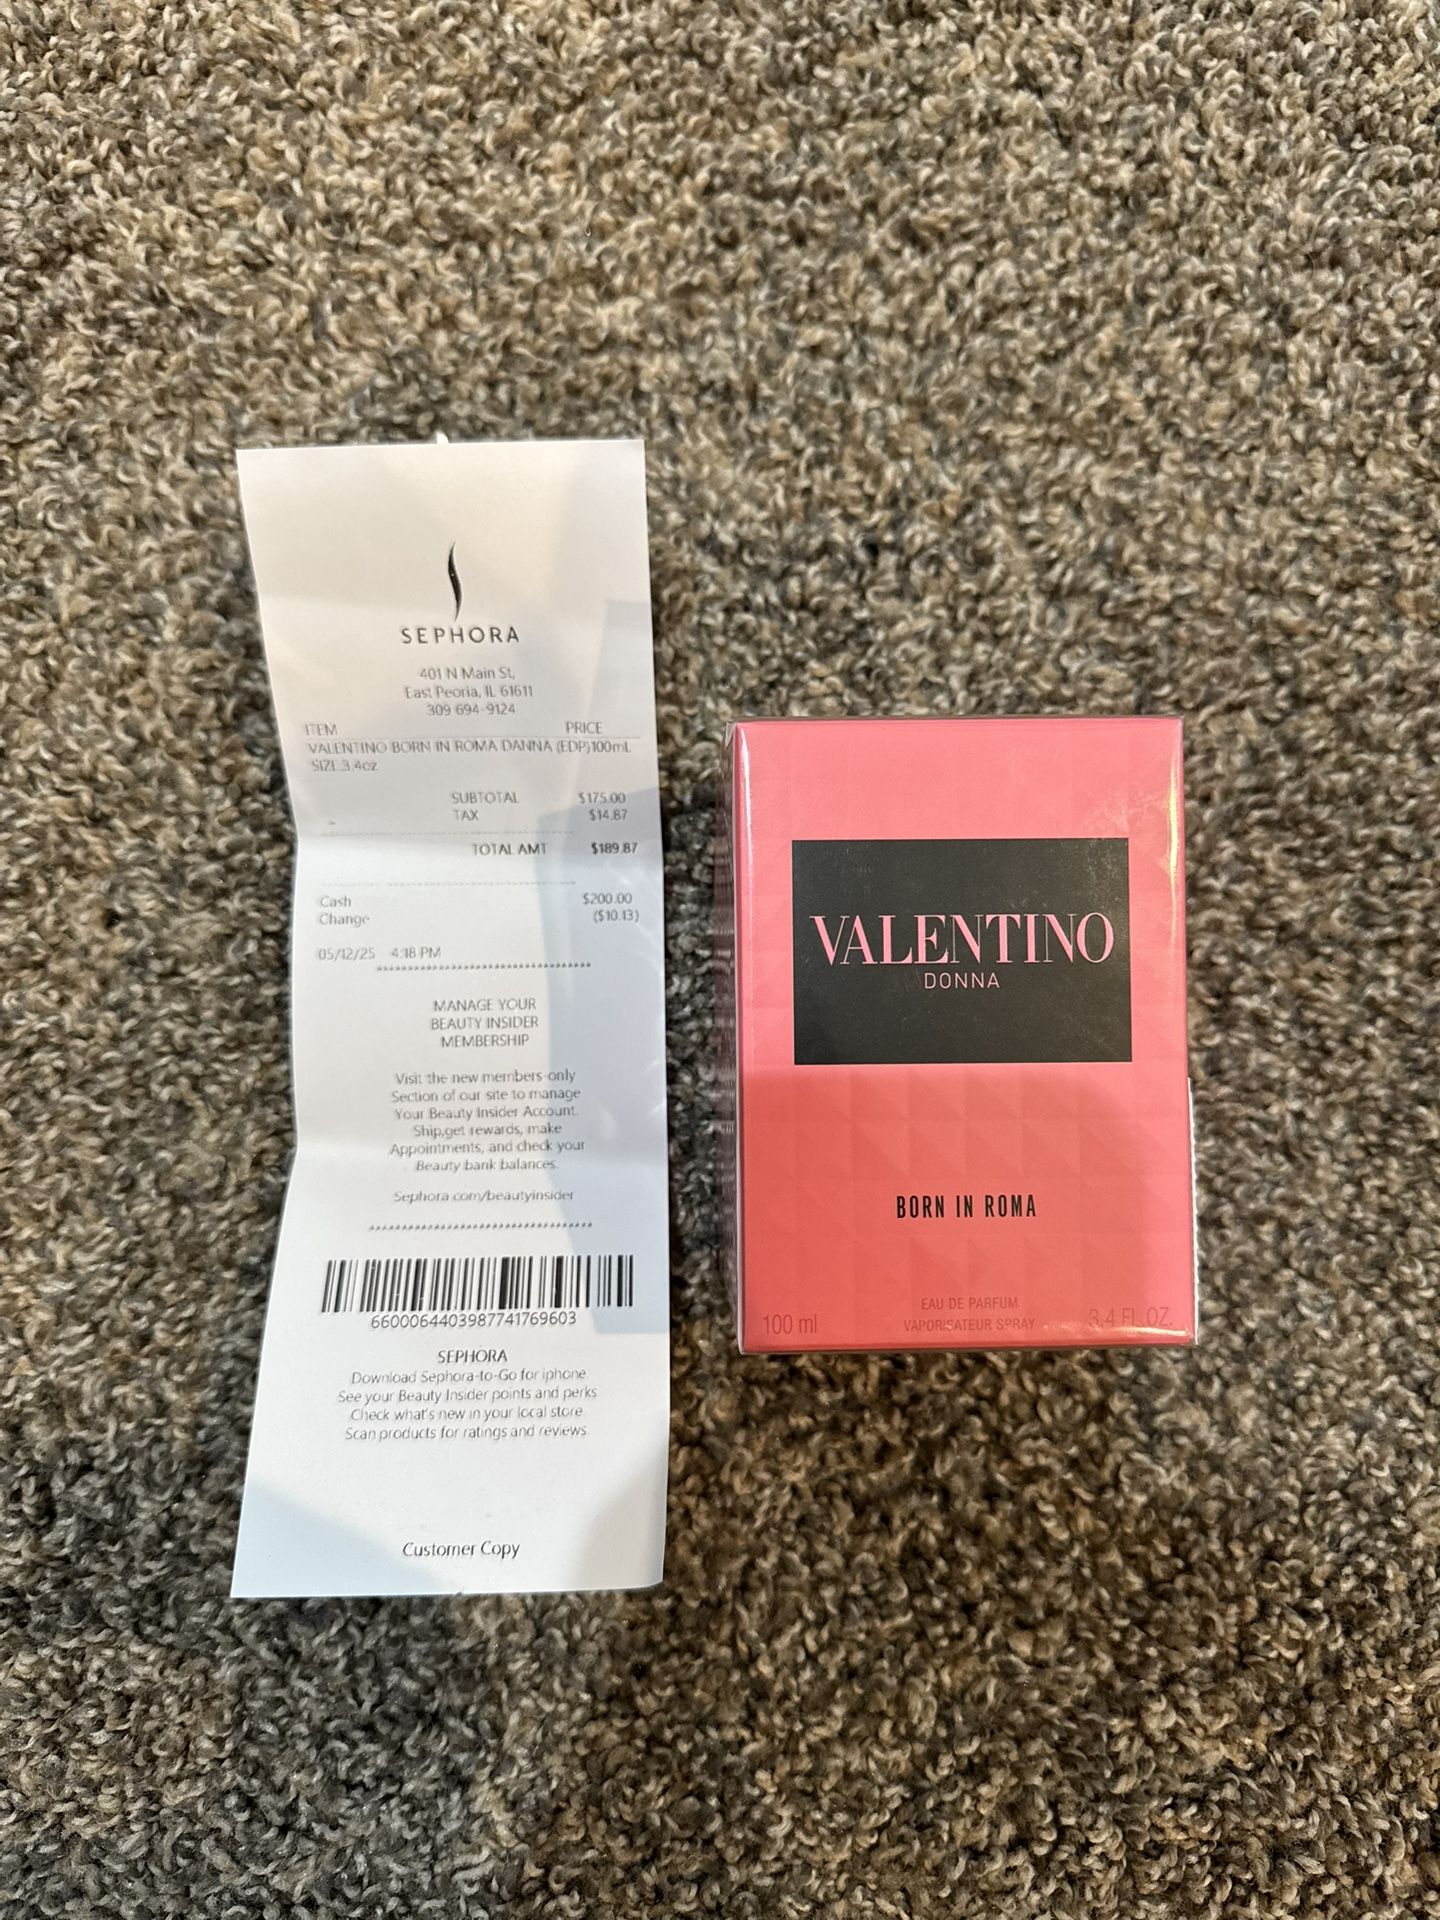 SEPHORA
401 N Main St,
East Peoria, IL 61611
309 694-9124
ITEM PRICE
VALENTINO BORN IN ROMA DANNA (EDP)100mL
SIZE 3.4oz
SUBTOTAL $175.00
TAX $14.87
TOTAL AMT $189.87
Cash $200.00
Change ($10.13)
05/12/25 4:18 PM
MANAGE YOUR
BEAUTY INSIDER
MEMBERSHIP
Visit the new members-only
Section of our site to manage
Your Beauty Insider Account.
Ship,get rewards, make
Appointments, and check your
Beauty bank balances.
Sephora.com/beautyinsider
6600064403987741769603
SEPHORA
Download Sephora-to-Go for iphone
See your Beauty Insider points and perks
Check what's new in your local store.
Scan products for ratings and reviews.
Customer Copy
VALENTINO
DONNA
BORN IN ROMA
EAU DE PARFUM
100 ml VAPORISATEUR SPRAY 3.4 FL.OZ.